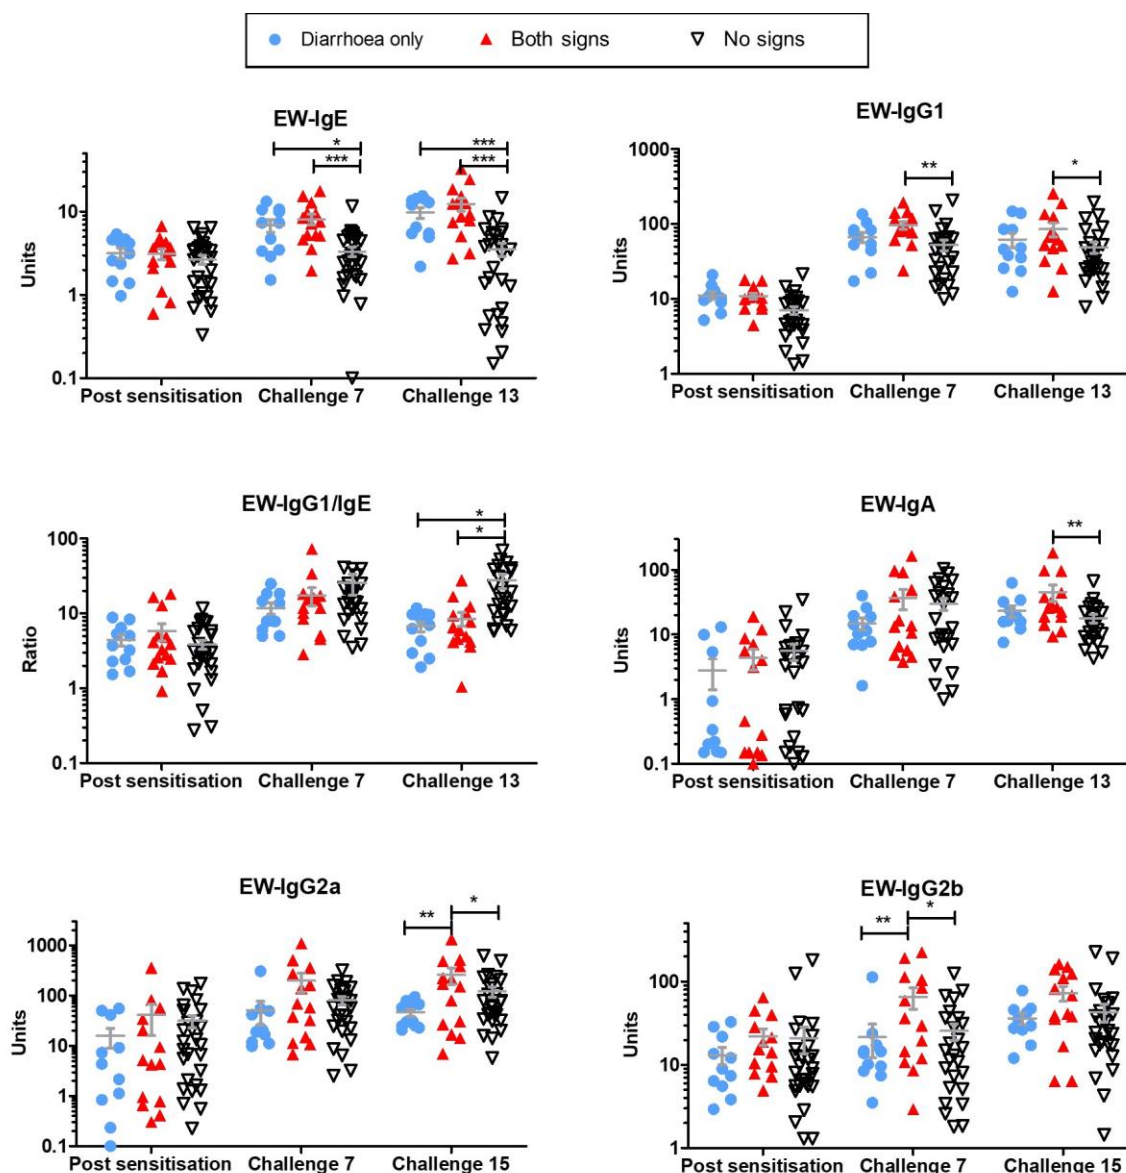 Diarrhoea only Both signs No signs
EW-IgE
* ***
*** ***
Units
10
1
0.1
Post sensitisation Challenge 7 Challenge 13
EW-IgG1
** *
Units
1000
100
10
1
Post sensitisation Challenge 7 Challenge 13
EW-IgG1/IgE
*
*
Ratio
100
10
1
0.1
Post sensitisation Challenge 7 Challenge 13
EW-IgA
**
Units
100
10
1
0.1
Post sensitisation Challenge 7 Challenge 13
EW-IgG2a
** *
Units
1000
100
10
1
0.1
Post sensitisation Challenge 7 Challenge 15
EW-IgG2b
** *
Units
100
10
1
Post sensitisation Challenge 7 Challenge 15